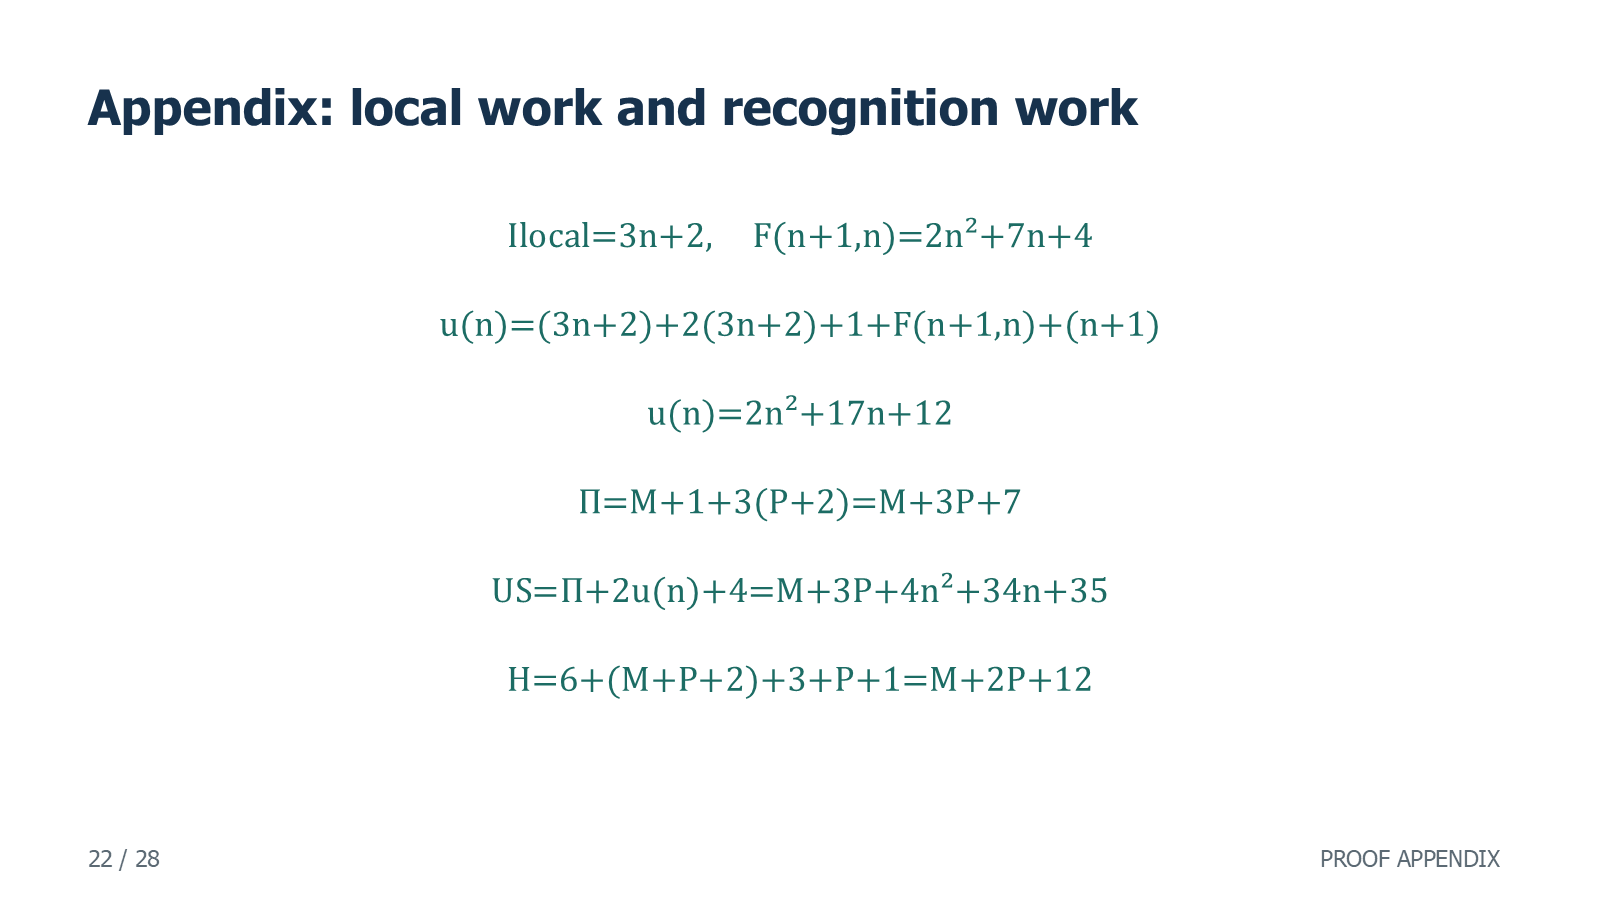 Appendix: local work and recognition work
Ilocal=3n+2, F(n+1,n)=2n²+7n+4
u(n)=(3n+2)+2(3n+2)+1+F(n+1,n)+(n+1)
u(n)=2n²+17n+12
Π=M+1+3(P+2)=M+3P+7
US=Π+2u(n)+4=M+3P+4n²+34n+35
H=6+(M+P+2)+3+P+1=M+2P+12
22 / 28
PROOF APPENDIX